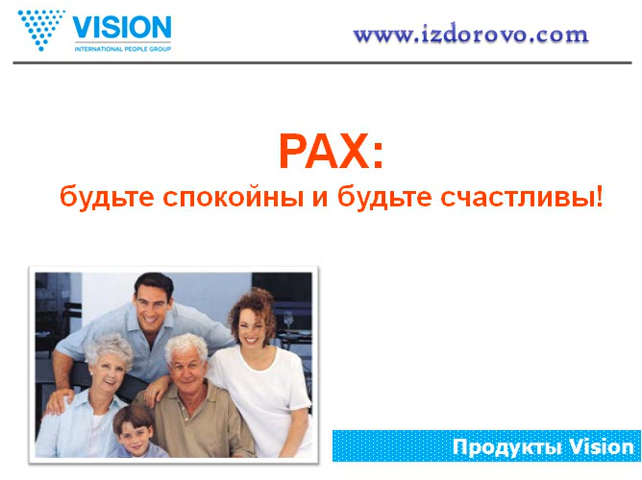 VISION
INTERNATIONAL PEOPLE GROUP
www.izdorovo.com
PAX:
будьте спокойны и будьте счастливы!
Продукты Vision